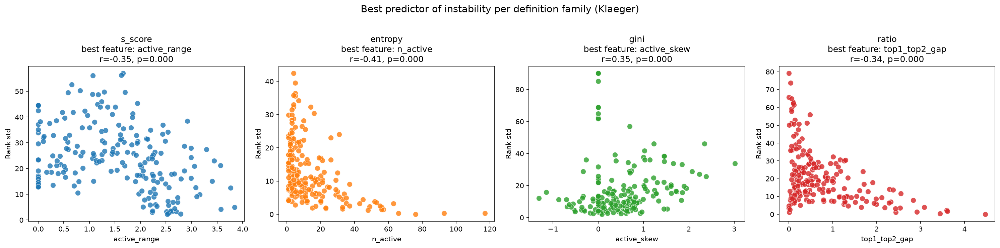 Best predictor of instability per definition family (Klaeger)
s_score
best feature: active_range
r=-0.35, p=0.000
Rank std
0
10
20
30
40
50
0.0 0.5 1.0 1.5 2.0 2.5 3.0 3.5 4.0
active_range
entropy
best feature: n_active
r=-0.41, p=0.000
Rank std
0
10
20
30
40
0 20 40 60 80 100 120
n_active
gini
best feature: active_skew
r=0.35, p=0.000
Rank std
0
20
40
60
80
−1 0 1 2 3
active_skew
ratio
best feature: top1_top2_gap
r=-0.34, p=0.000
Rank std
0
10
20
30
40
50
60
70
80
0 1 2 3 4
top1_top2_gap